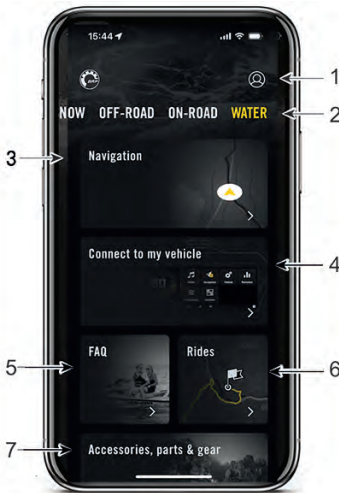 15:44
1
NOW OFF-ROAD ON-ROAD WATER
2
3
Navigation
Connect to my vehicle
4
5
FAQ
Rides
6
7
Accessories, parts & gear